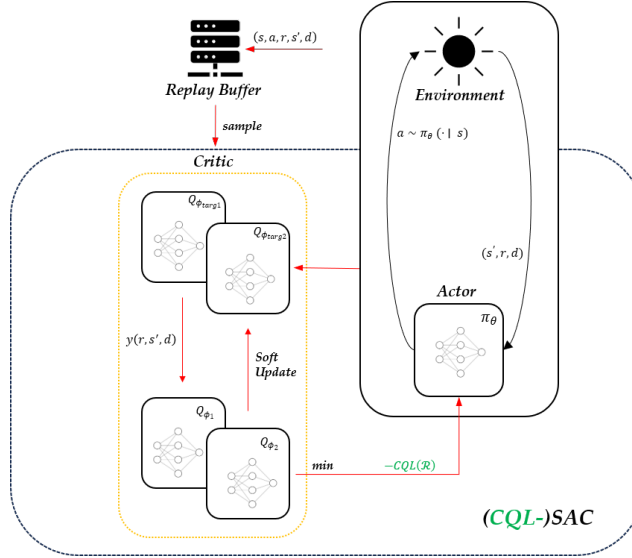 (s, a, r, s′, d)
Replay Buffer
Environment
sample
a ~ π_θ (· | s)
Critic
Q_{ϕ_{targ1}}
Q_{ϕ_{targ2}}
(s′, r, d)
Actor
π_θ
y(r, s′, d)
Soft
Update
Q_{ϕ_1}
Q_{ϕ_2}
min
−CQL(ℛ)
(CQL-)SAC